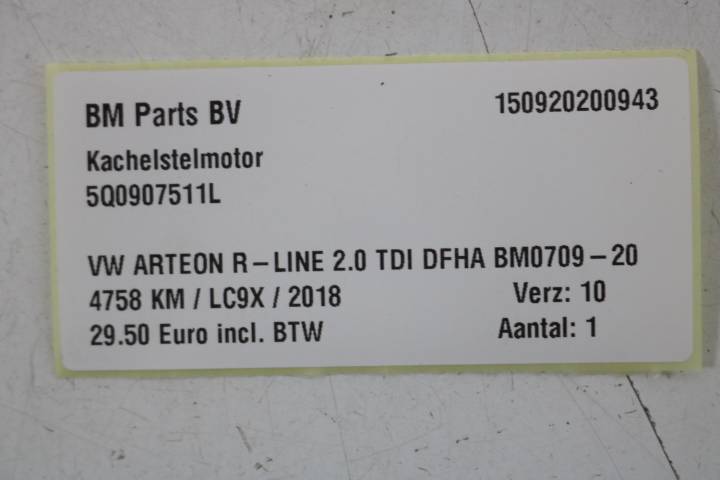 BM Parts BV 150920200943
Kachelstelmotor
5Q0907511L
VW ARTEON R-LINE 2.0 TDI DFHA BM0709-20
4758 KM / LC9X / 2018 Verz: 10
29.50 Euro incl. BTW Aantal: 1